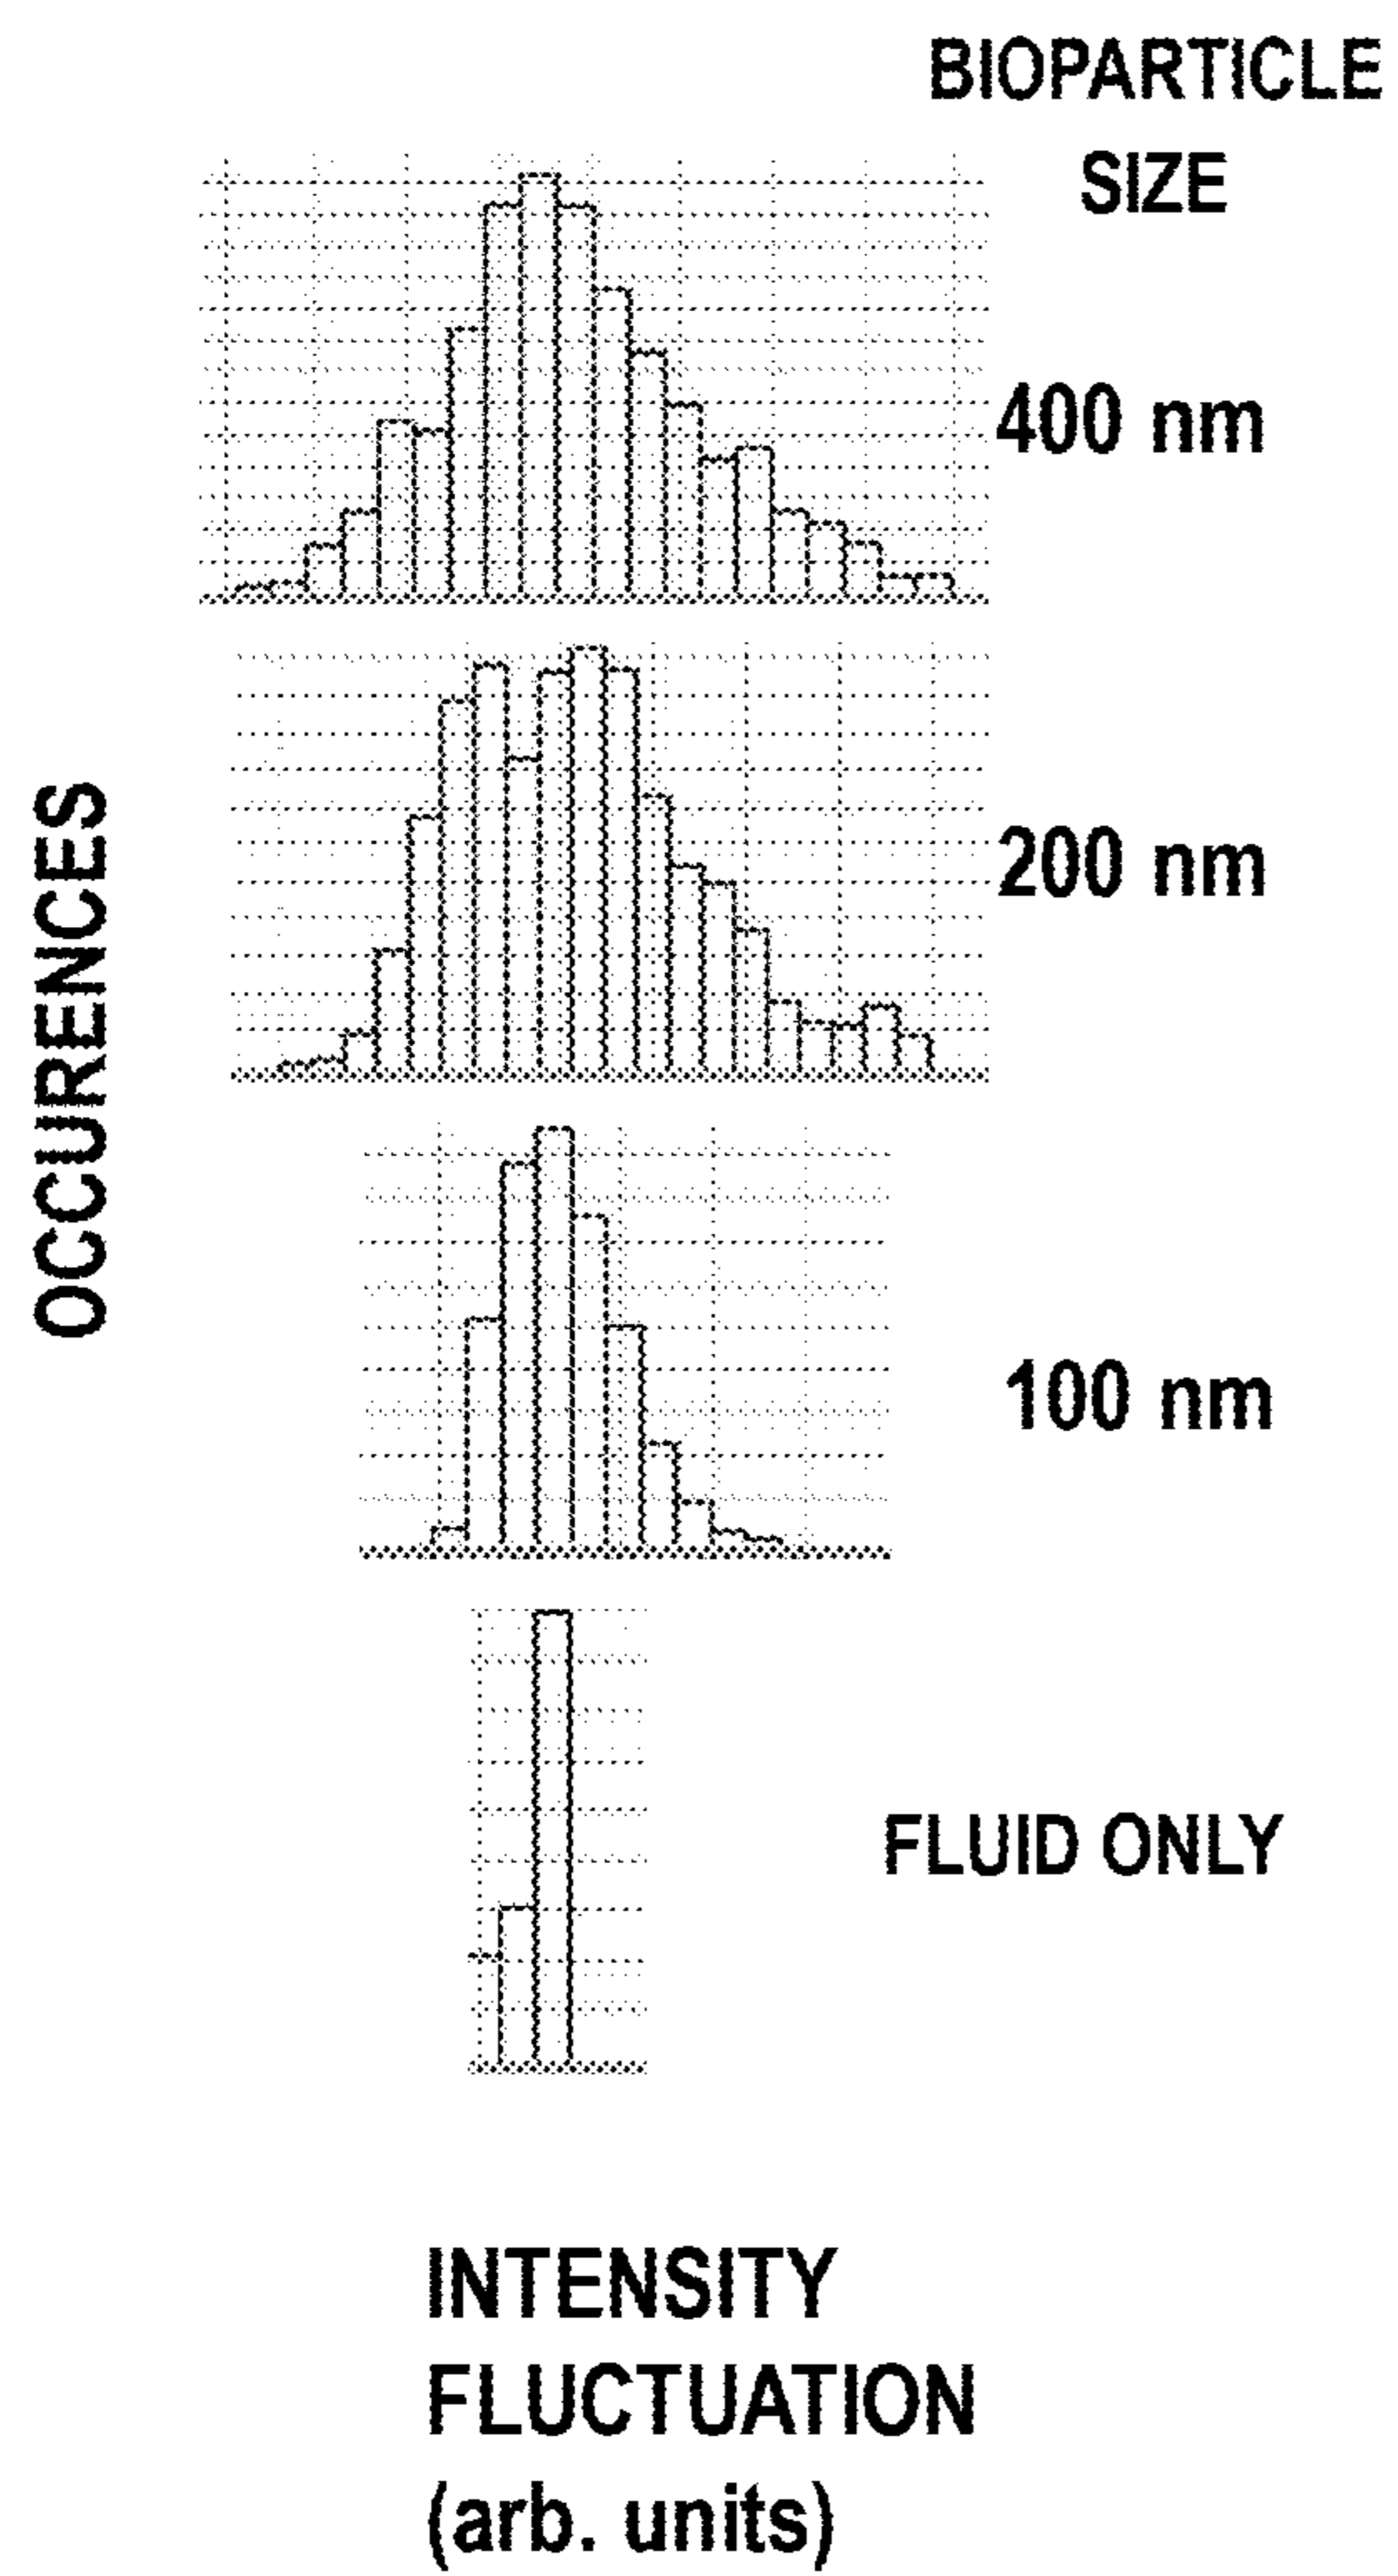 BIOPARTICLE
SIZE
400 nm
200 nm
100 nm
FLUID ONLY
OCCURENCES
INTENSITY
FLUCTUATION
(arb. units)